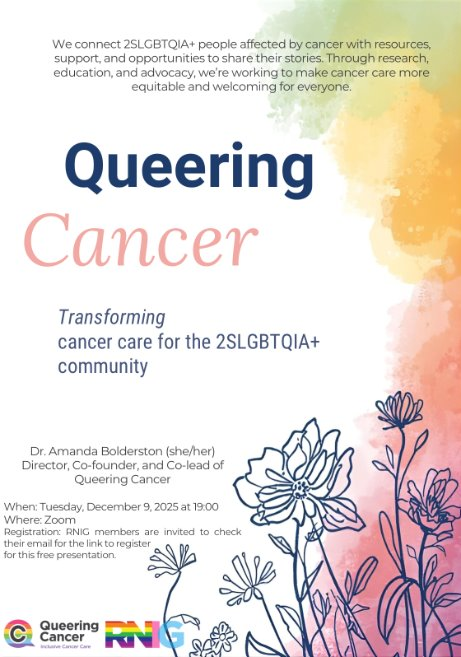 We connect 2SLGBTQIA+ people affected by cancer with resources,
support, and opportunities to share their stories. Through research,
education, and advocacy, we're working to make cancer care more
equitable and welcoming for everyone.
Queering
Cancer
Transforming
cancer care for the 2SLGBTQIA+
community
Dr. Amanda Bolderston (she/her)
Director, Co-founder, and Co-lead of
Queering Cancer
When: Tuesday, December 9, 2025 at 19:00
Where: Zoom
Registration: RNIG members are invited to check
their email for the link to register
for this free presentation.
Queering
Cancer
Inclusive Cancer Care
RNIG